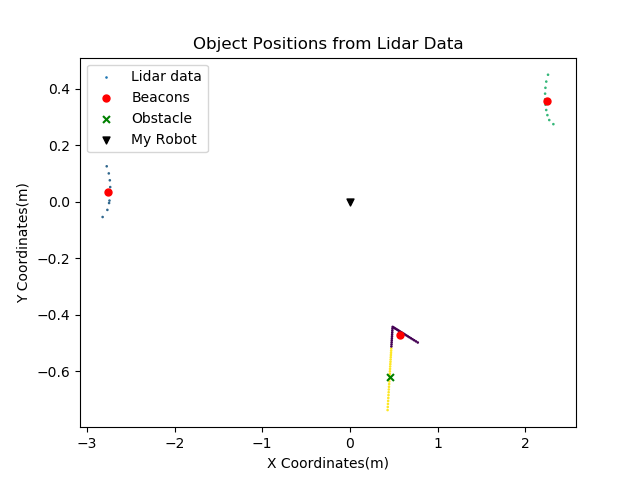 Object Positions from Lidar Data
Lidar data
Beacons
Obstacle
My Robot
0.4
0.2
0.0
−0.2
−0.4
−0.6
Y Coordinates(m)
−3
−2
−1
0
1
2
X Coordinates(m)